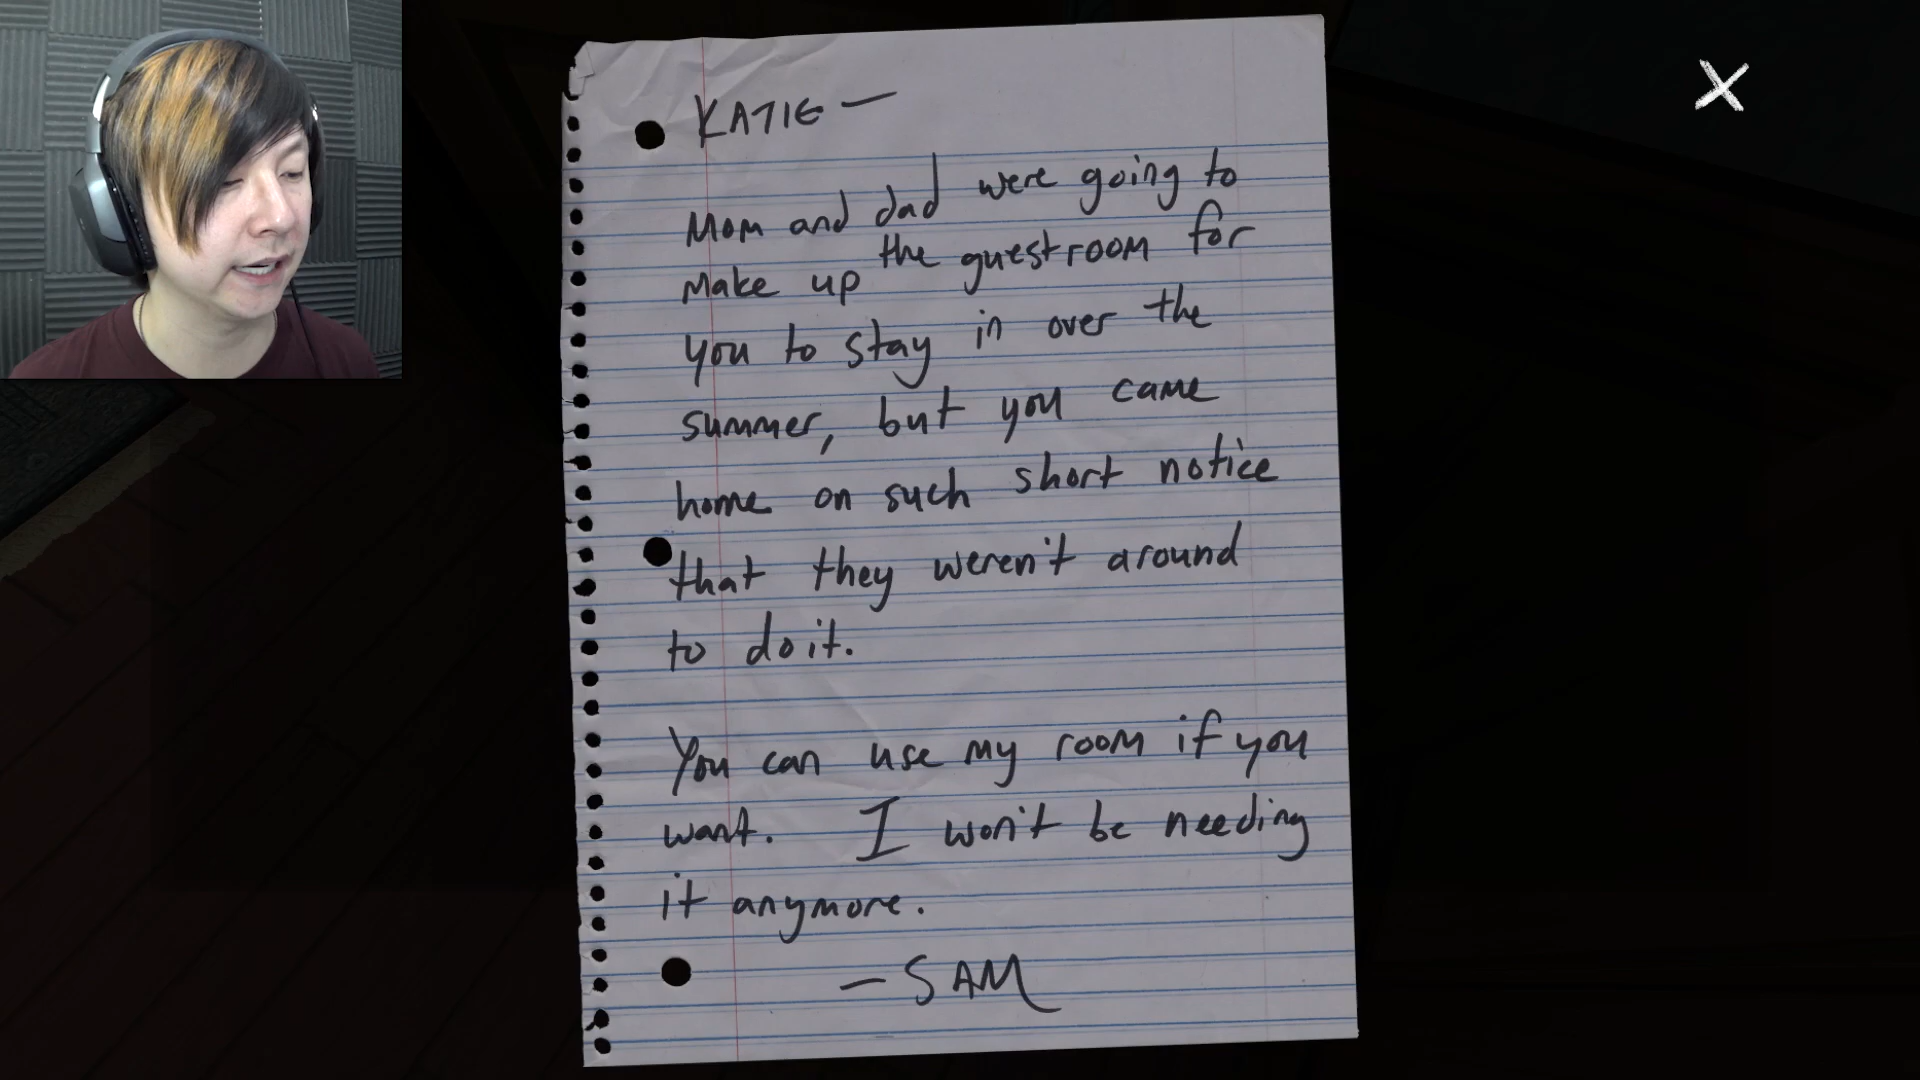 KATIE —
Mom and dad were going to
make up the guestroom for
you to stay in over the
summer, but you came
home on such short notice
that they weren't around
to do it.
You can use my room if you
want. I won't be needing
it anymore.
— SAM